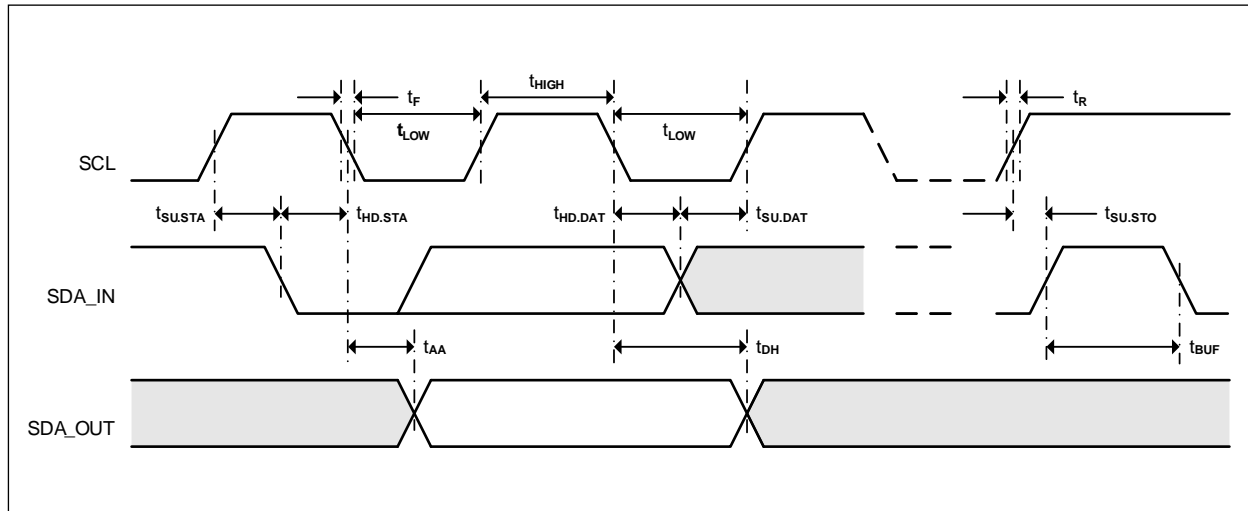 tHIGH
tF
tR
tLOW
tLOW
SCL
tSU.STA
tHD.STA
tHD.DAT
tSU.DAT
tSU.STO
SDA_IN
tAA
tDH
tBUF
SDA_OUT